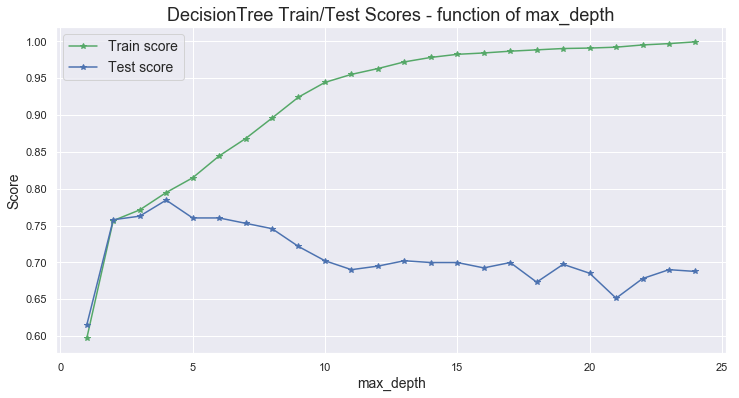 DecisionTree Train/Test Scores - function of max_depth
Train score
Test score
1.00
0.95
0.90
0.85
0.80
0.75
0.70
0.65
0.60
Score
0 5 10 15 20 25
max_depth